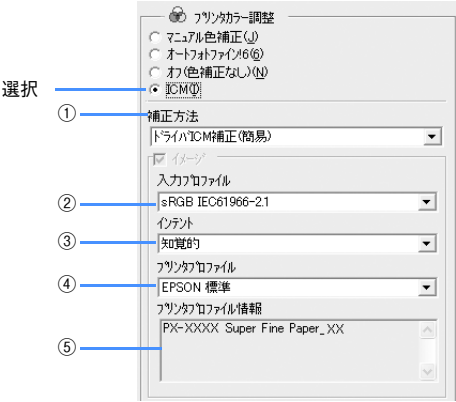 プリンタカラー調整
マニュアル色補正(J)
オートフォトファイン!6(6)
オフ(色補正なし)(N)
選択
ICM(I)
①
補正方法
ドライバICM補正(簡易)
イメージ
入力プロファイル
②
sRGB IEC61966-2.1
インテント
③
知覚的
プリンタプロファイル
④
EPSON 標準
プリンタプロファイル情報
PX-XXXX Super Fine Paper_XX
⑤